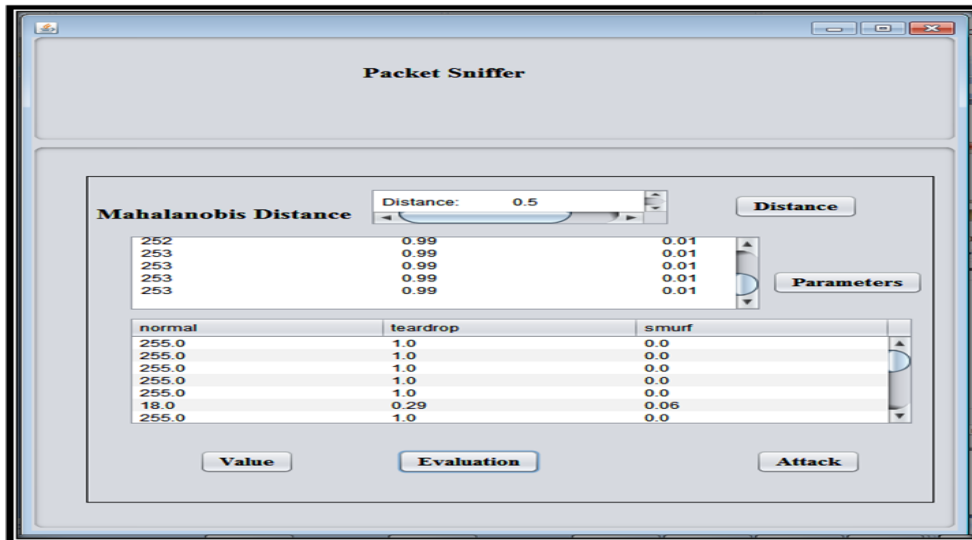 Packet Sniffer
Mahalanobis Distance
Distance: 0.5
Distance
252 0.99 0.01
253 0.99 0.01
253 0.99 0.01
253 0.99 0.01
253 0.99 0.01
Parameters
normal teardrop smurf
255.0 1.0 0.0
255.0 1.0 0.0
255.0 1.0 0.0
255.0 1.0 0.0
255.0 1.0 0.0
18.0 0.29 0.06
255.0 1.0 0.0
Value Evaluation Attack